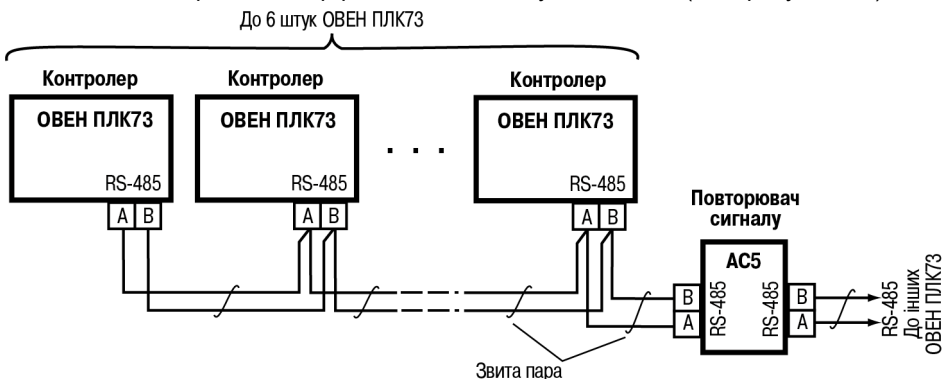 До 6 штук ОВЕН ПЛК73
Контролер
Контролер
Контролер
ОВЕН ПЛК73
ОВЕН ПЛК73
ОВЕН ПЛК73
. . .
RS-485
RS-485
RS-485
A B
A B
A B
Повторювач
сигналу
АС5
B
A
RS-485
RS-485
B
A
RS-485
До інших
ОВЕН ПЛК73
Звита пара